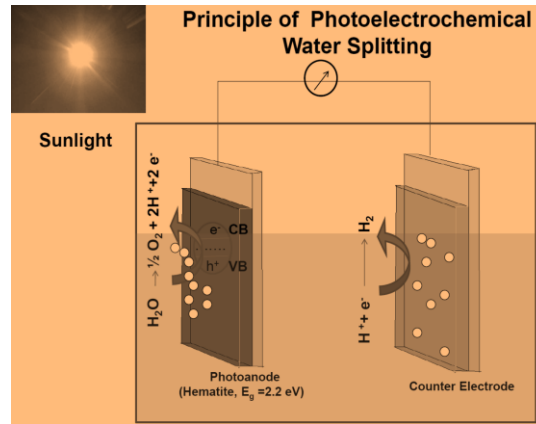 Principle of Photoelectrochemical
Water Splitting
Sunlight
H₂O ⟶ ½ O₂ + 2H⁺+2 e⁻
e⁻ CB
h⁺ VB
H⁺+ e⁻ ⟶ H₂
Photoanode
(Hematite, E_g =2.2 eV)
Counter Electrode